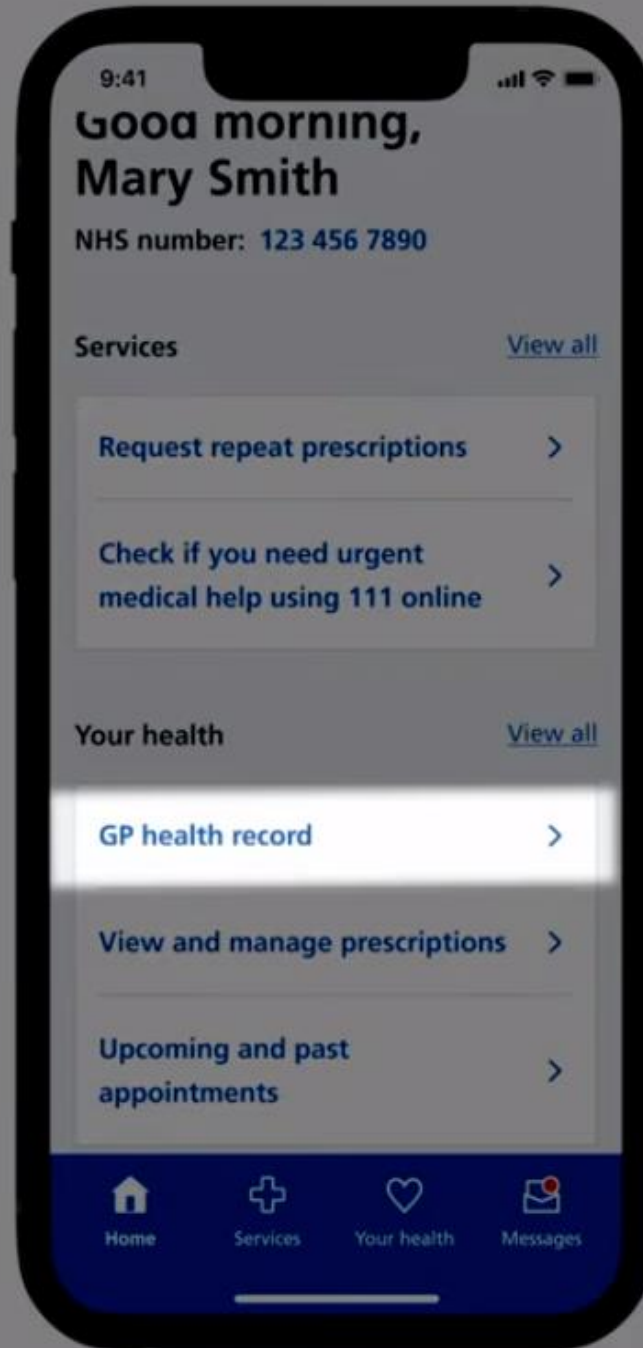 9:41
Good morning,
Mary Smith
NHS number: 123 456 7890
Services View all
Request repeat prescriptions
Check if you need urgent
medical help using 111 online
Your health View all
GP health record
View and manage prescriptions
Upcoming and past
appointments
Home Services Your health Messages